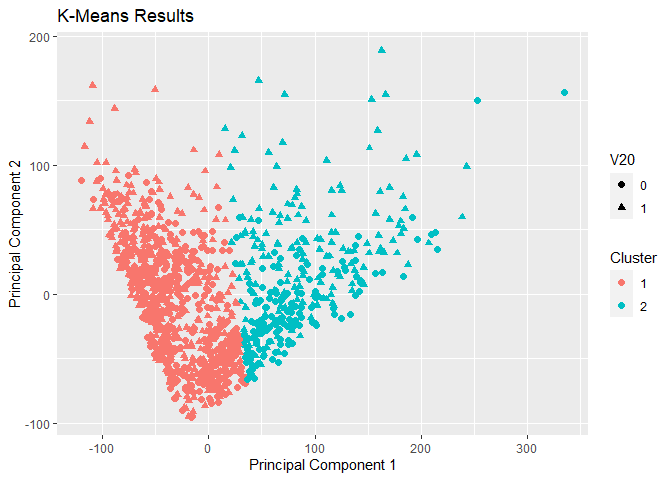 K-Means Results
200
100
0
-100
Principal Component 2
-100
0
100
200
300
Principal Component 1
V20
0
1
Cluster
1
2